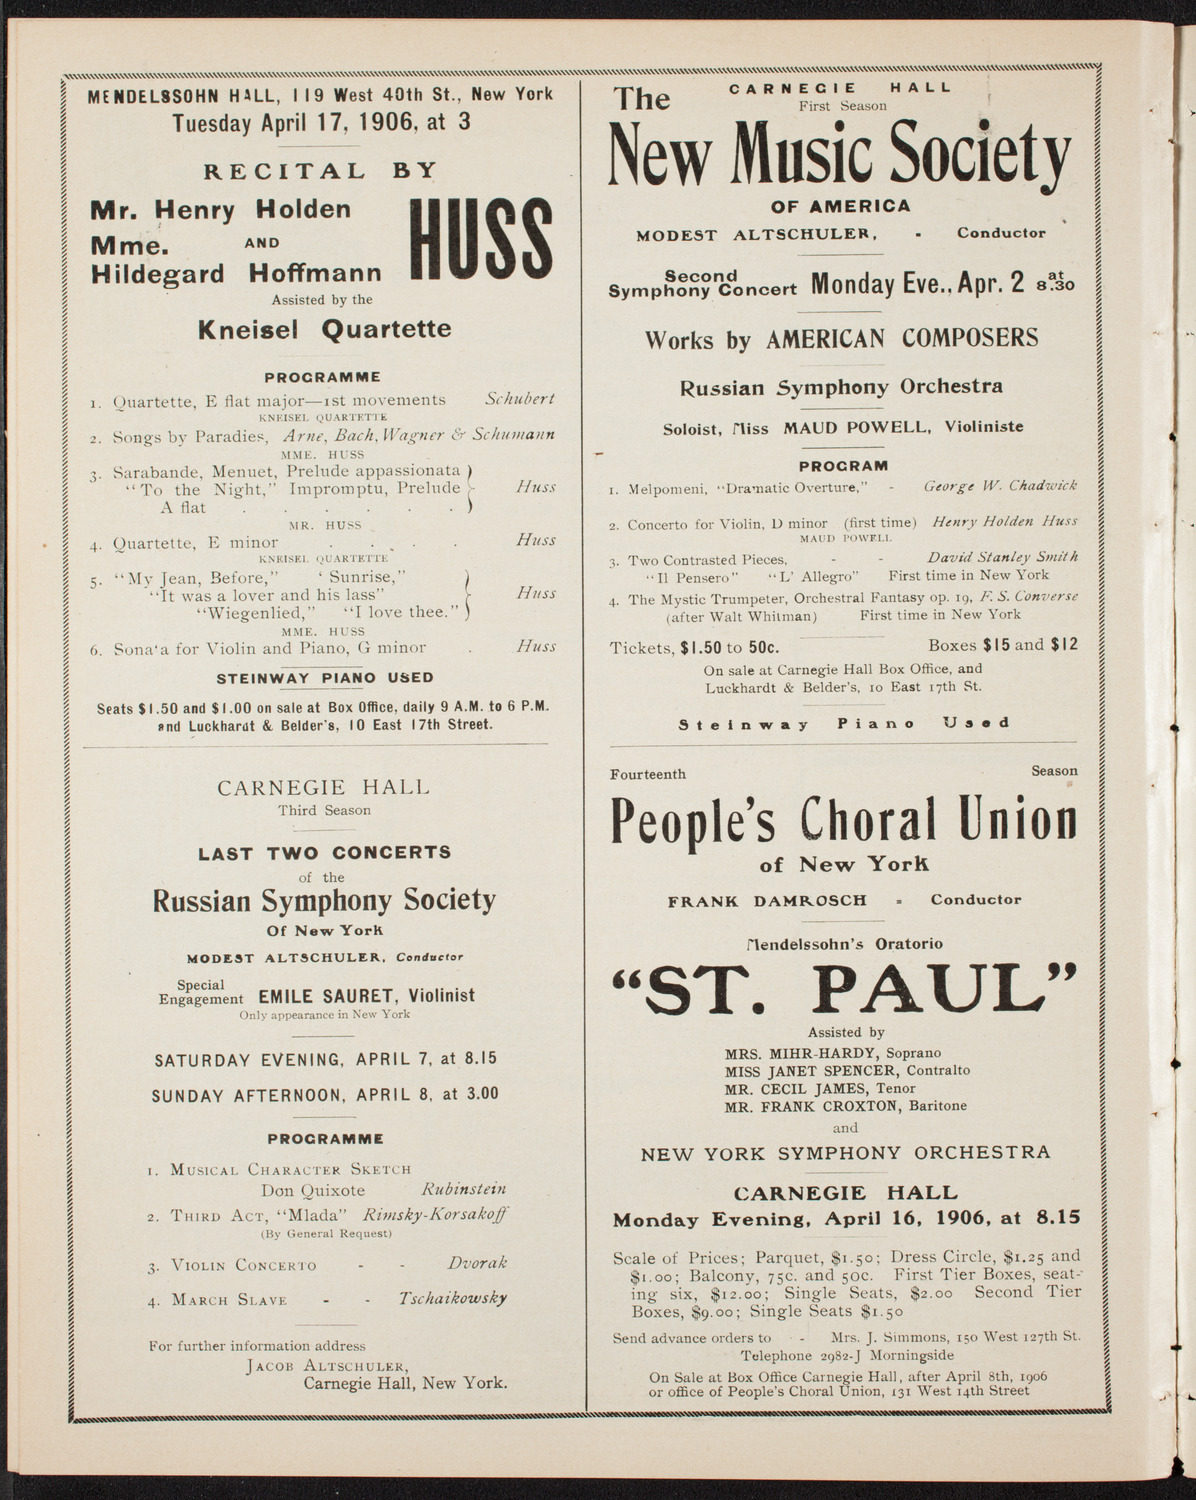 MENDELSSOHN HALL, 119 West 40th St., New York
Tuesday April 17, 1906, at 3
RECITAL BY
Mr. Henry Holden
Mme. AND
Hildegard Hoffmann
HUSS
Assisted by the
Kneisel Quartette
PROGRAMME
1. Quartette, E flat major—1st movements Schubert
KNEISEL QUARTETTE
2. Songs by Paradies, Arne, Bach, Wagner & Schumann
MME. HUSS
3. Sarabande, Menuet, Prelude appassionata
"To the Night," Impromptu, Prelude Huss
A flat . . . . . .
MR. HUSS
4. Quartette, E minor . . . . Huss
KNEISEL QUARTETTE
5. "My Jean, Before," ' Sunrise,"
"It was a lover and his lass" Huss
"Wiegenlied," "I love thee."
MME. HUSS
6. Sona'a for Violin and Piano, G minor . Huss
STEINWAY PIANO USED
Seats $1.50 and $1.00 on sale at Box Office, daily 9 A.M. to 6 P.M.
and Luckhardt & Belder's, 10 East 17th Street.
CARNEGIE HALL
Third Season
LAST TWO CONCERTS
of the
Russian Symphony Society
Of New York
MODEST ALTSCHULER, Conductor
Special
Engagement EMILE SAURET, Violinist
Only appearance in New York
SATURDAY EVENING, APRIL 7, at 8.15
SUNDAY AFTERNOON, APRIL 8, at 3.00
PROGRAMME
1. MUSICAL CHARACTER SKETCH
Don Quixote Rubinstein
2. THIRD ACT, "Mlada" Rimsky-Korsakoff
(By General Request)
3. VIOLIN CONCERTO - - Dvorak
4. MARCH SLAVE - - Tschaikowsky
For further information address
JACOB ALTSCHULER,
Carnegie Hall, New York.
CARNEGIE HALL
First Season
The
New Music Society
OF AMERICA
MODEST ALTSCHULER, - Conductor
Second
Symphony Concert Monday Eve., Apr. 2 at 8.30
Works by AMERICAN COMPOSERS
Russian Symphony Orchestra
Soloist, Miss MAUD POWELL, Violiniste
PROGRAM
1. Melpomeni, "Dramatic Overture," - George W. Chadwick
2. Concerto for Violin, D minor (first time) Henry Holden Huss
MAUD POWELL
3. Two Contrasted Pieces, - - David Stanley Smith
"Il Pensero" "L' Allegro" First time in New York
4. The Mystic Trumpeter, Orchestral Fantasy op. 19, F. S. Converse
(after Walt Whitman) First time in New York
Tickets, $1.50 to 50c. Boxes $15 and $12
On sale at Carnegie Hall Box Office, and
Luckhardt & Belder's, 10 East 17th St.
Steinway Piano Used
Fourteenth Season
People's Choral Union
of New York
FRANK DAMROSCH = Conductor
Mendelssohn's Oratorio
"ST. PAUL"
Assisted by
MRS. MIHR-HARDY, Soprano
MISS JANET SPENCER, Contralto
MR. CECIL JAMES, Tenor
MR. FRANK CROXTON, Baritone
and
NEW YORK SYMPHONY ORCHESTRA
CARNEGIE HALL
Monday Evening, April 16, 1906, at 8.15
Scale of Prices; Parquet, $1.50; Dress Circle, $1.25 and
$1.00; Balcony, 75c. and 50c. First Tier Boxes, seat-
ing six, $12.00; Single Seats, $2.00 Second Tier
Boxes, $9.00; Single Seats $1.50
Send advance orders to - - Mrs. J. Simmons, 150 West 127th St.
Telephone 2982-J Morningside
On Sale at Box Office Carnegie Hall, after April 8th, 1906
or office of People's Choral Union, 131 West 14th Street